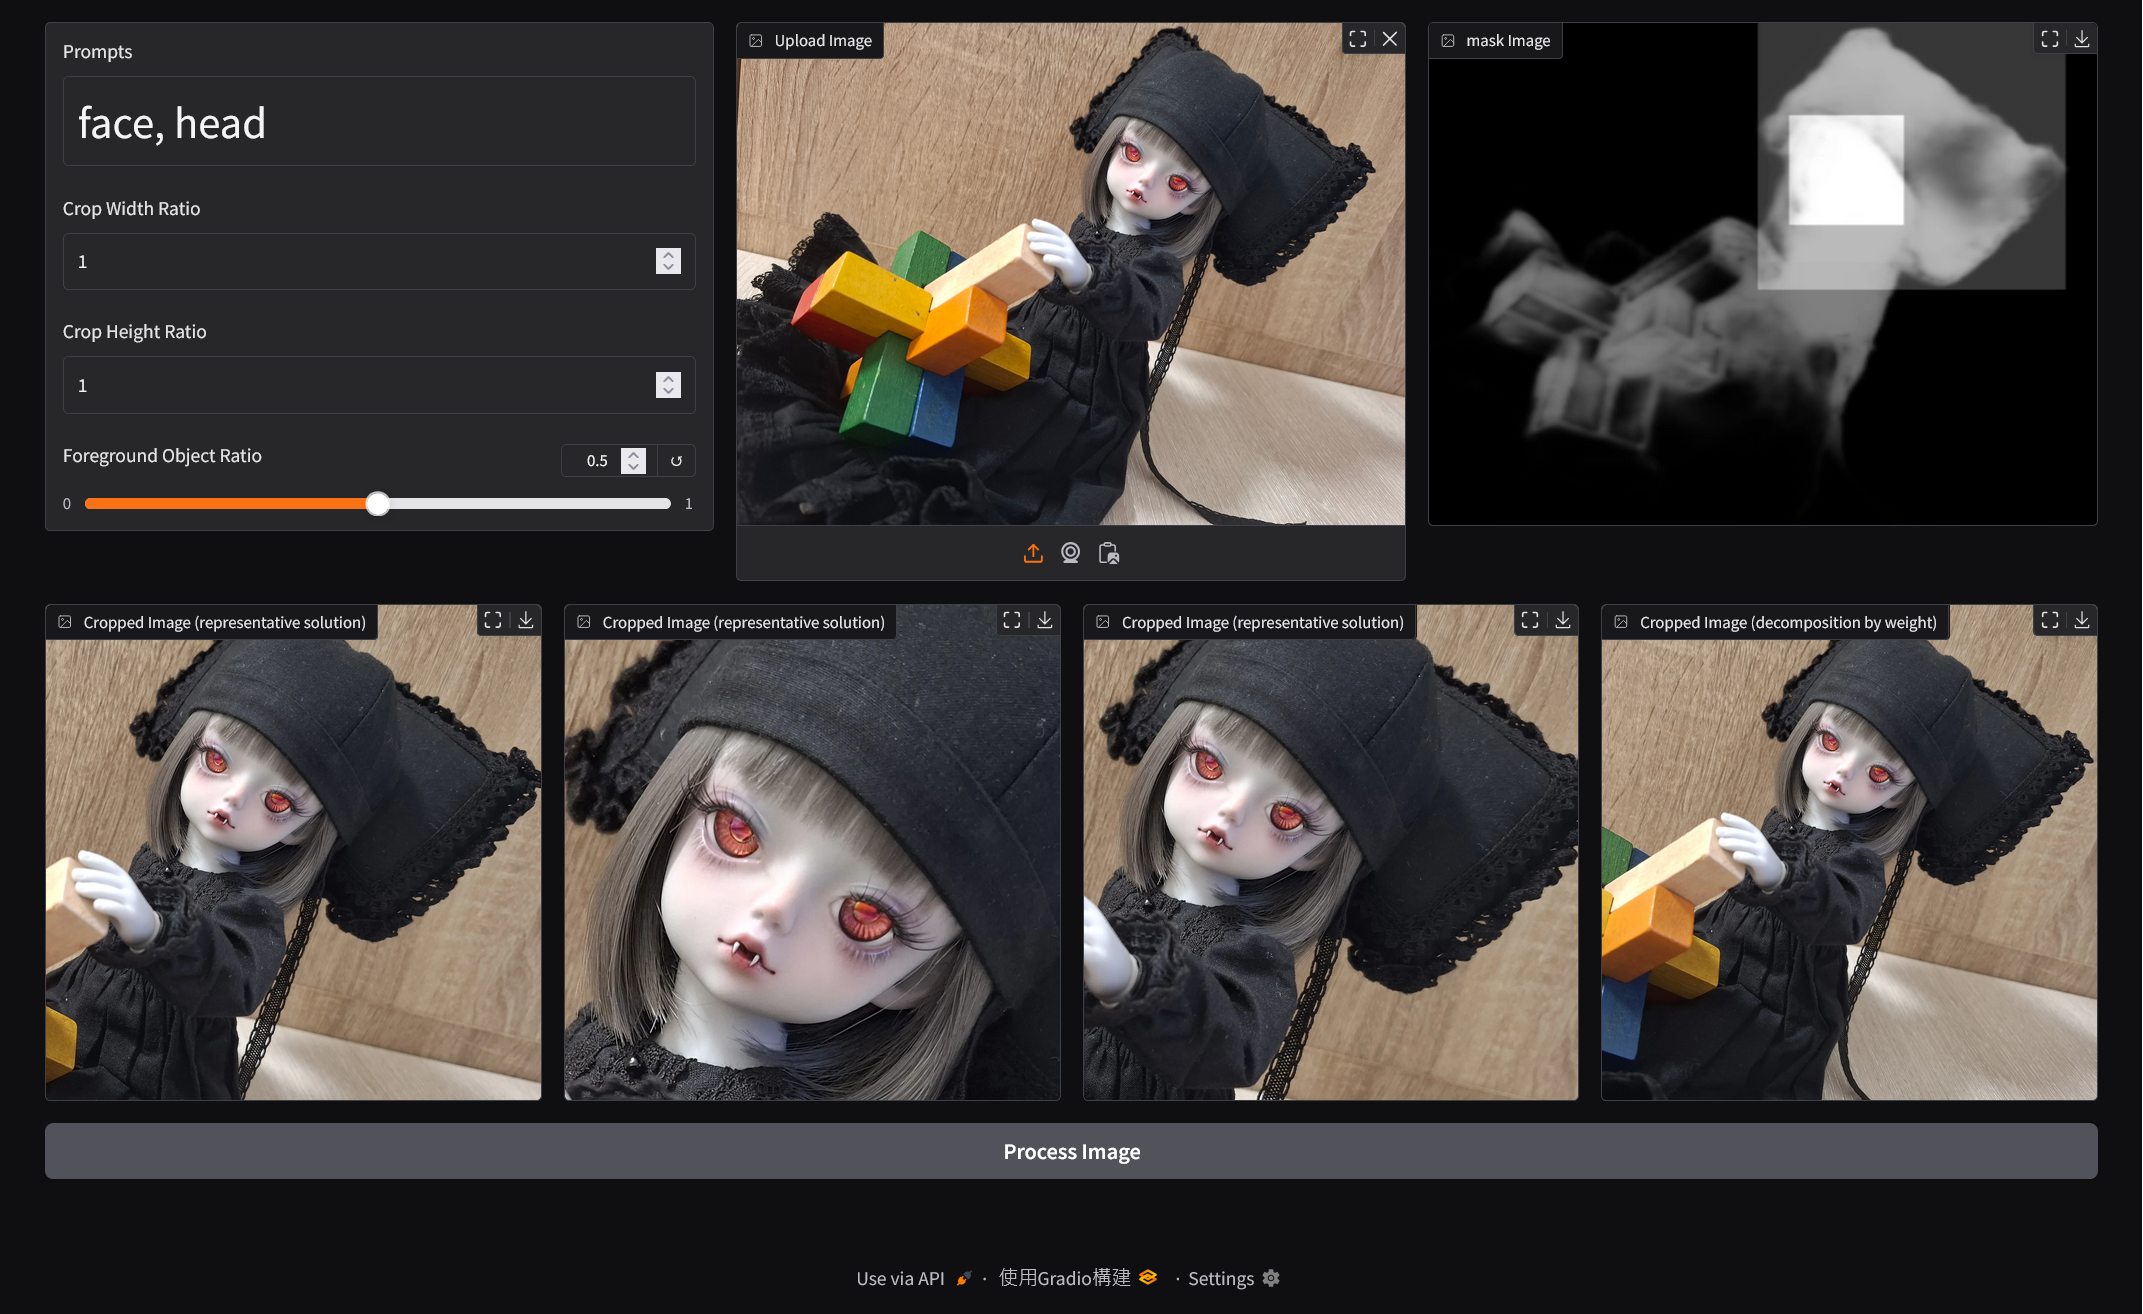 Prompts
face, head
Crop Width Ratio
1
Crop Height Ratio
1
Foreground Object Ratio
0.5
0
1
Upload Image
mask Image
Cropped Image (representative solution)
Cropped Image (representative solution)
Cropped Image (representative solution)
Cropped Image (decomposition by weight)
Process Image
Use via API · 使用Gradio構建 · Settings